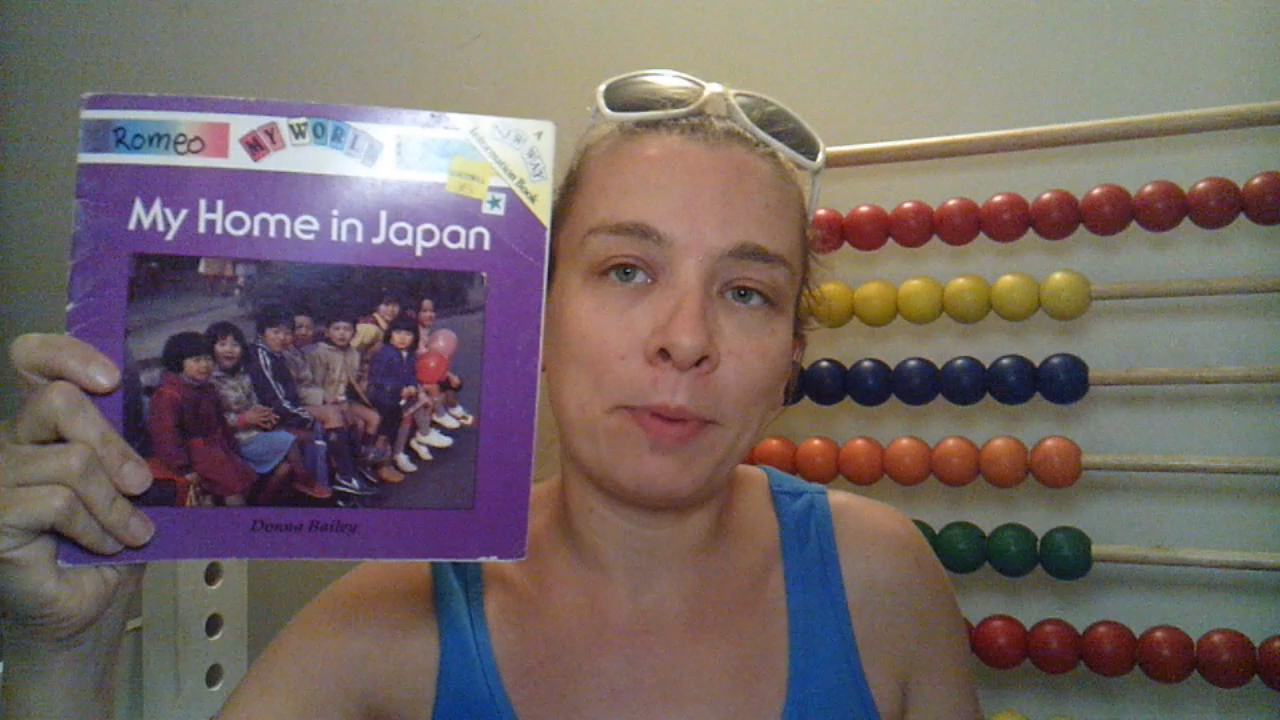 Romeo
MY WORLD
A
NEW WAY
Information Book
My Home in Japan
Donna Bailey